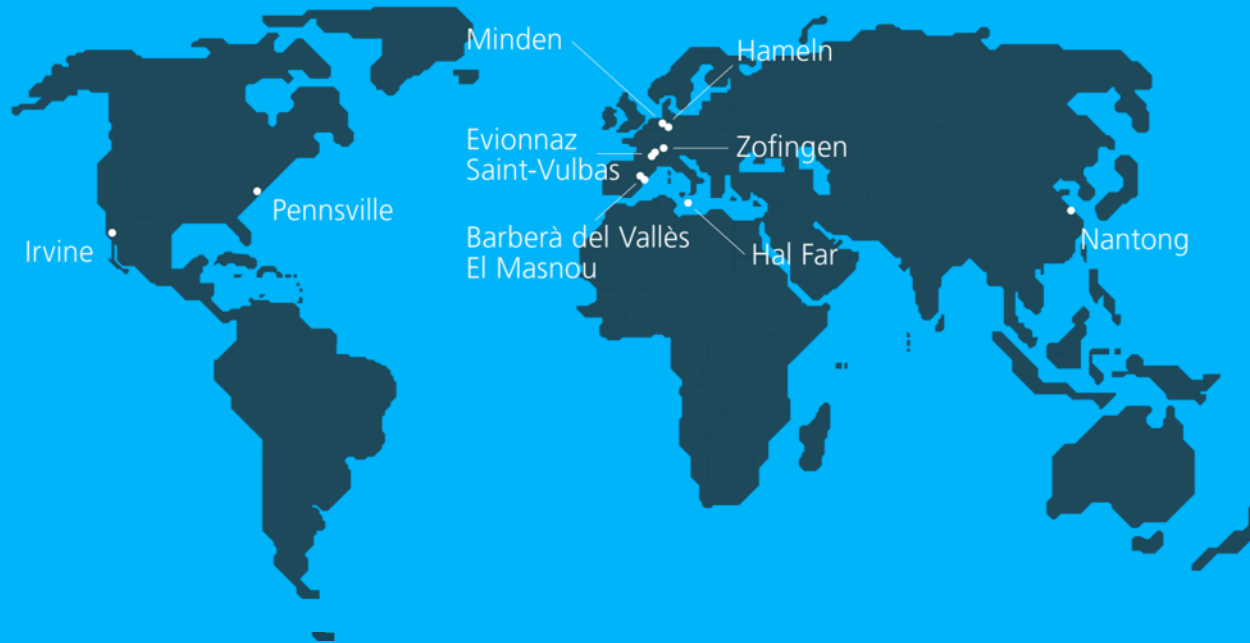 Minden
Hameln
Evionnaz
Saint-Vulbas
Zofingen
Pennsville
Irvine
Barberà del Vallès
El Masnou
Hal Far
Nantong